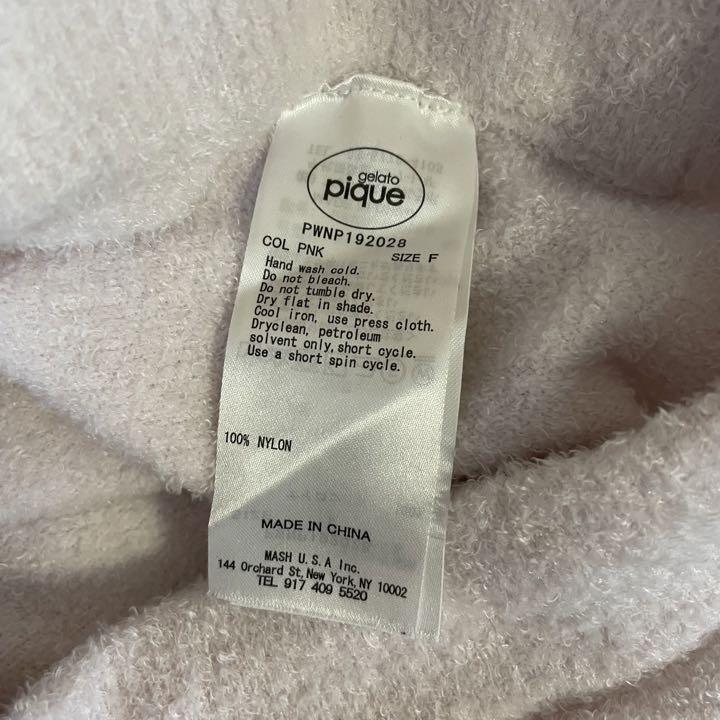 gelato
pique
PWNP192028
COL PNK SIZE F
Hand wash cold.
Do not bleach.
Do not tumble dry.
Dry flat in shade.
Cool iron, use press cloth.
Dryclean, petroleum
solvent only, short cycle.
Use a short spin cycle.
100% NYLON
MADE IN CHINA
MASH U.S.A Inc.
144 Orchard St, New York, NY 10002
TEL 917 409 5520